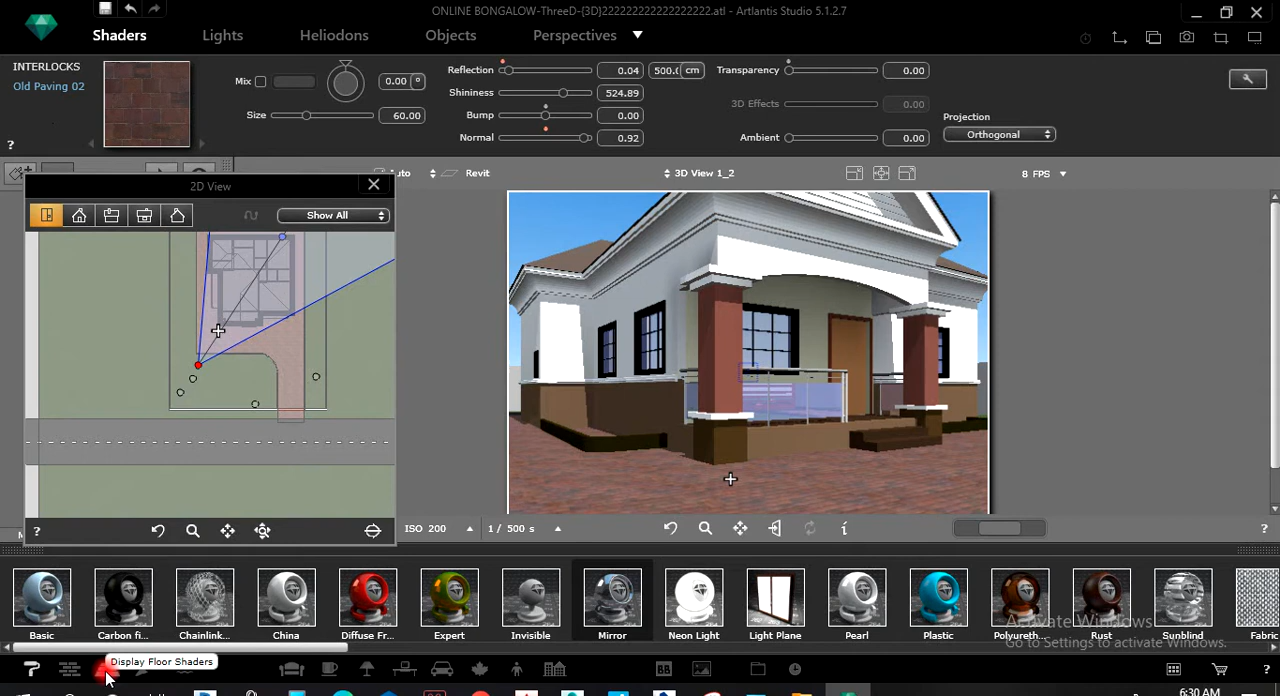 ONLINE BONGALOW-ThreeD-{3D}222222222222222222.atl - Artlantis Studio 5.1.2.7
Shaders Lights Heliodons Objects Perspectives
INTERLOCKS
Old Paving 02
?
Mix 0.00 °
Size 60.00
Reflection 0.04 500.( cm
Shininess 524.89
Bump 0.00
Normal 0.92
Transparency 0.00
3D Effects 0.00
Ambient 0.00
Projection
Orthogonal
uto Revit 3D View 1_2 8 FPS
2D View
Show All
?
ISO 200 1 / 500 s i ?
Basic Carbon fi... Chainlink... China Diffuse Fr... Expert Invisible Mirror Neon Light Light Plane Pearl Plastic Polyureth... Rust Sunblind Fabric
Activate Windows
Go to Settings to activate Windows.
Display Floor Shaders
BB ?
6:30 AM